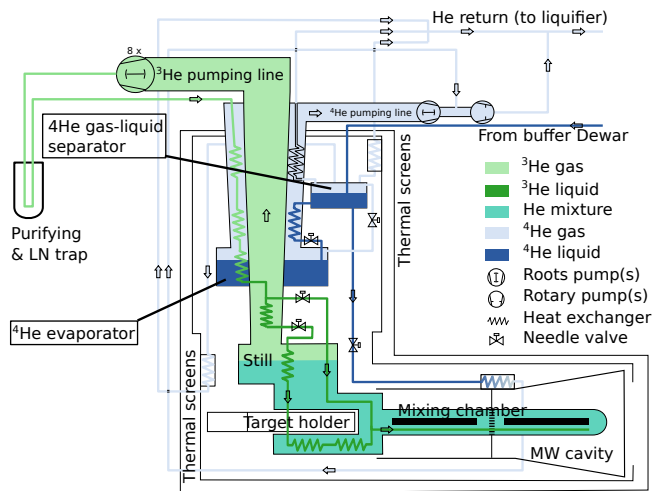 He return (to liquifier)
8 x
³He pumping line
⁴He pumping line
4He gas-liquid
separator
From buffer Dewar
³He gas
³He liquid
He mixture
⁴He gas
⁴He liquid
Roots pump(s)
Rotary pump(s)
Heat exchanger
Needle valve
Thermal screens
Purifying
& LN trap
⁴He evaporator
Still
Thermal screens
Target holder
Mixing chamber
MW cavity